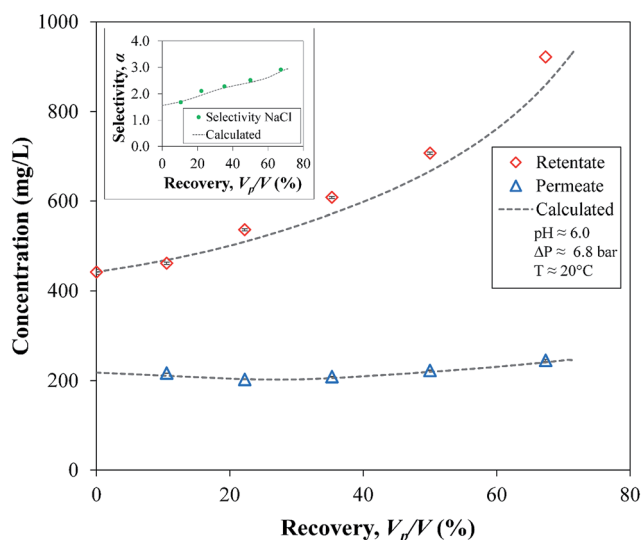 1000
800
600
400
200
0
Concentration (mg/L)
0
20
40
60
80
Recovery, Vp/V (%)
4.0
3.0
2.0
1.0
0.0
Selectivity, α
Selectivity NaCl
Calculated
0
20
40
60
80
Recovery, Vp/V (%)
Retentate
Permeate
Calculated
pH ≈ 6.0
ΔP ≈ 6.8 bar
T ≈ 20°C